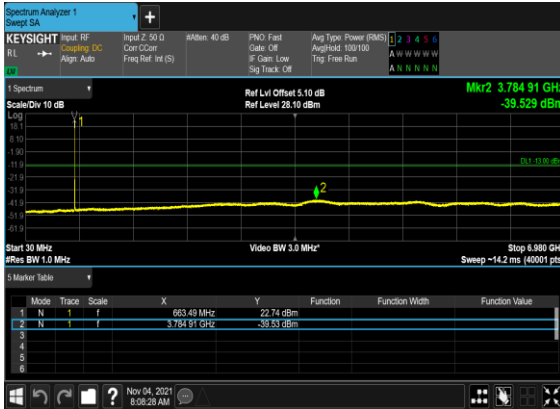 Spectrum Analyzer 1
Swept SA
+
KEYSIGHT Input: RF Input Z: 50 Ω #Atten: 40 dB PNO: Fast Avg Type: Power (RMS) 1 2 3 4 5 6
RL Coupling: DC Corr CCorr Gate: Off Avg|Hold: 100/100 A W W W W W
Align: Auto Freq Ref: Int (S) IF Gain: Low Trig: Free Run
Sig Track: Off A N N N N N
1 Spectrum Ref Lvl Offset 5.10 dB Mkr2 3.784 91 GHz
Scale/Div 10 dB Ref Level 28.10 dBm -39.529 dBm
Log
18.1
8.10
-1.90
-11.9
DL1 -13.00 dBm
-21.9
-31.9
-41.9
-51.9
-61.9
1
2
Start 30 MHz Video BW 3.0 MHz* Stop 6.980 GHz
#Res BW 1.0 MHz Sweep ~14.2 ms (40001 pts)
5 Marker Table
Mode Trace Scale X Y Function Function Width Function Value
1 N 1 f 663.49 MHz 22.74 dBm
2 N 1 f 3.784 91 GHz -39.53 dBm
3
4
5
6
? Nov 04, 2021
8:08:28 AM